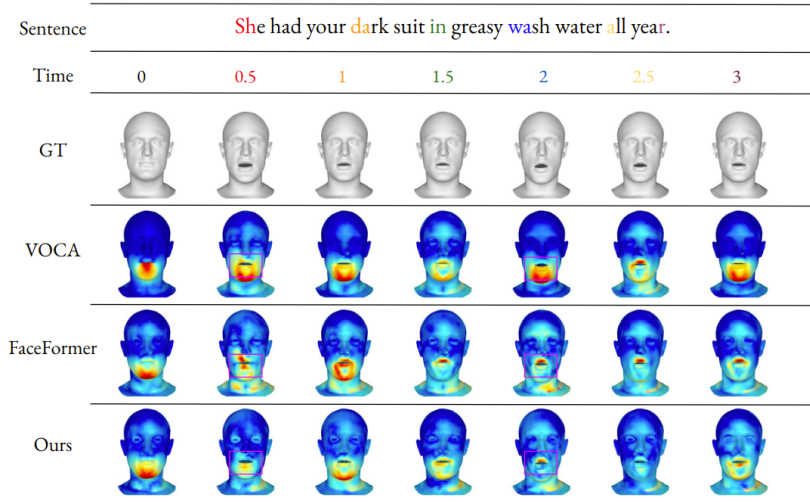 Sentence She had your dark suit in greasy wash water all year.
Time 0 0.5 1 1.5 2 2.5 3
GT
VOCA
FaceFormer
Ours